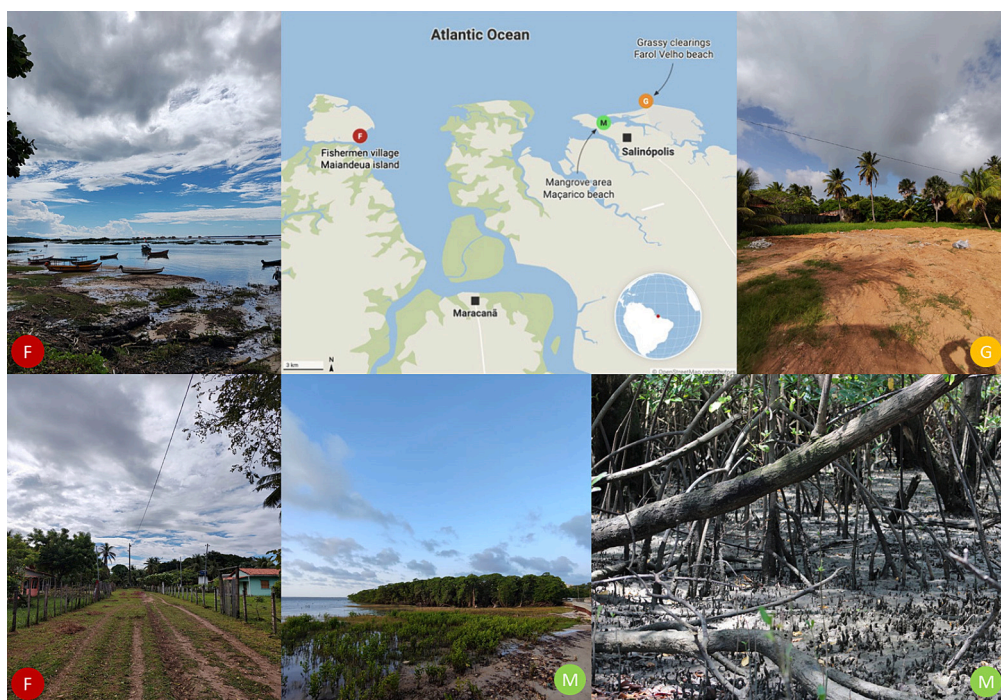 Atlantic Ocean
Grassy clearings
Farol Velho beach
G
M
F
Salinópolis
Fishermen village
Maiandeua island
Mangrove area
Maçarico beach
Maracanã
3 km
N
© OpenStreetMap contributors
F
G
F
M
M